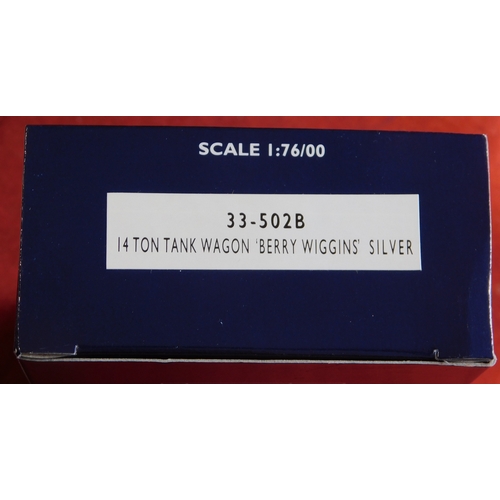 SCALE 1:76/00
33-502B
14 TON TANK WAGON 'BERRY WIGGINS' SILVER